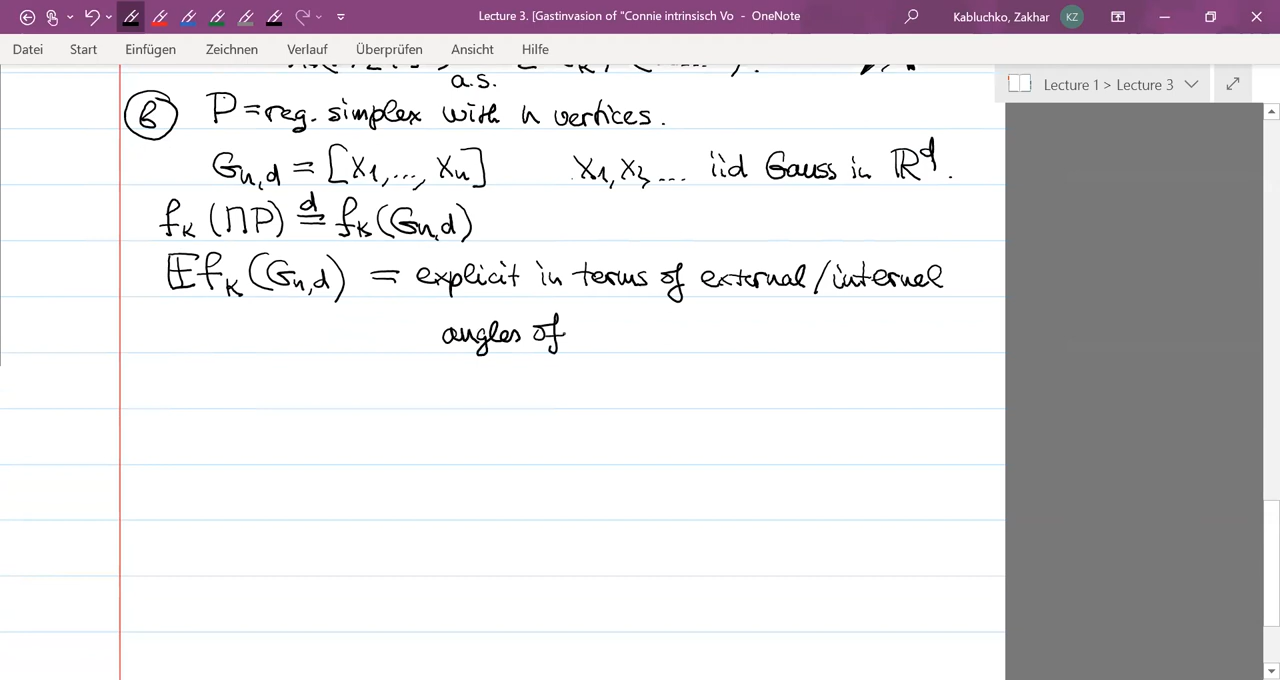 Lecture 3. [Gastinvasion of "Connie intrinsisch Vo - OneNote
Kabluchko, Zakhar KZ
Datei Start Einfügen Zeichnen Verlauf Überprüfen Ansicht Hilfe
Lecture 1 > Lecture 3
a.s.
(b) P = reg. simplex with n vertices.
G_{n,d} = [X_1, ..., X_n] X_1, X_2, ... iid Gauss in ℝ^d.
f_k (ΠP) \stackrel{d}{=} f_k(G_{n,d})
𝔼 f_k (G_{n,d}) = explicit in terms of external/internal
angles of